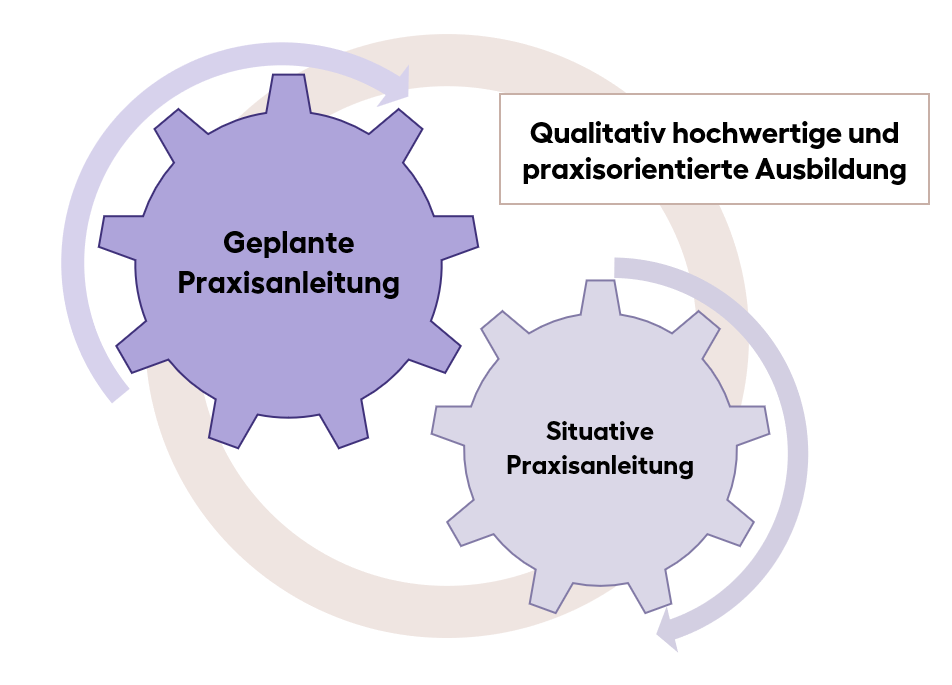 Qualitativ hochwertige und
praxisorientierte Ausbildung
Geplante
Praxisanleitung
Situative
Praxisanleitung